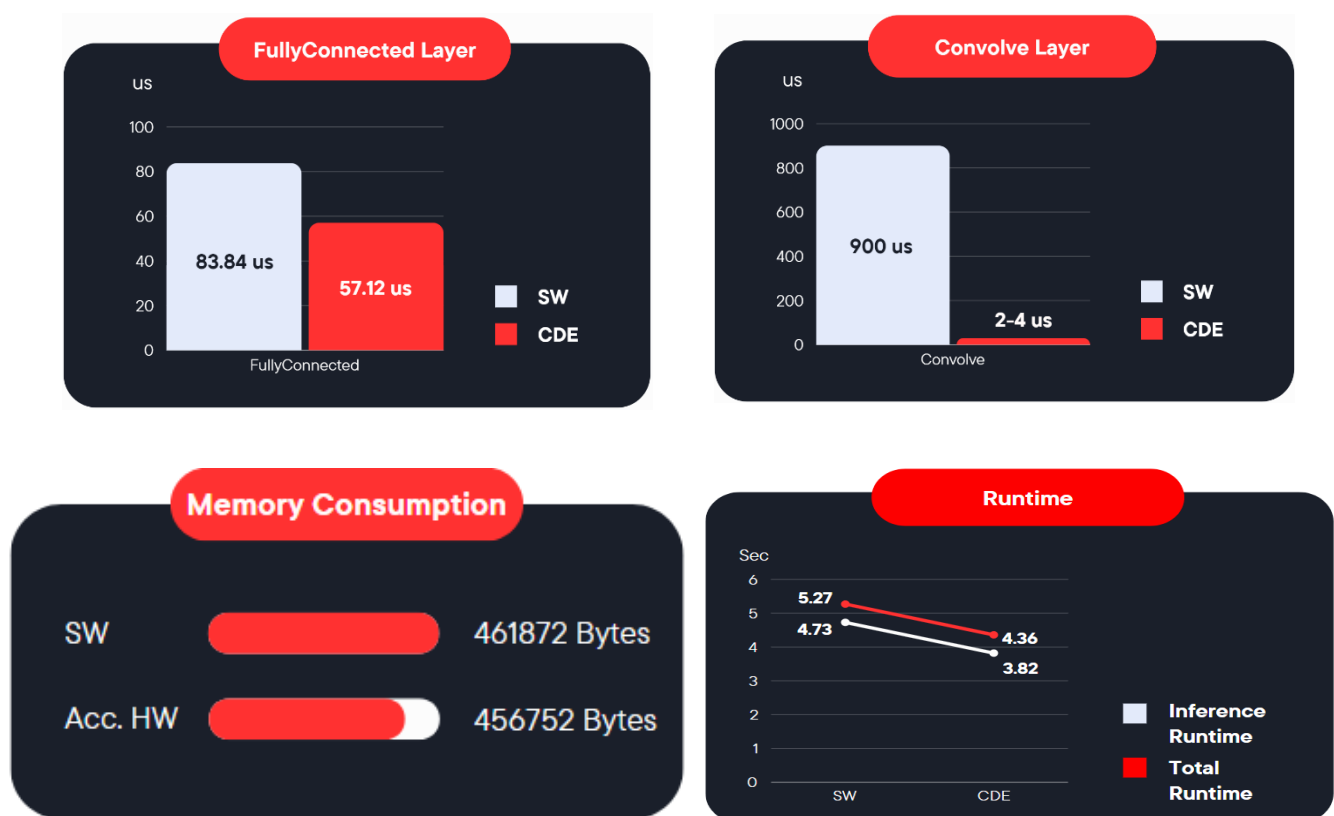 FullyConnected Layer
us
100
80
60
40
20
0
83.84 us
57.12 us
FullyConnected
SW
CDE
Convolve Layer
us
1000
800
600
400
200
0
900 us
2-4 us
Convolve
SW
CDE
Memory Consumption
SW
461872 Bytes
Acc. HW
456752 Bytes
Runtime
Sec
6
5
4
3
2
1
0
5.27
4.73
4.36
3.82
SW
CDE
Inference
Runtime
Total
Runtime